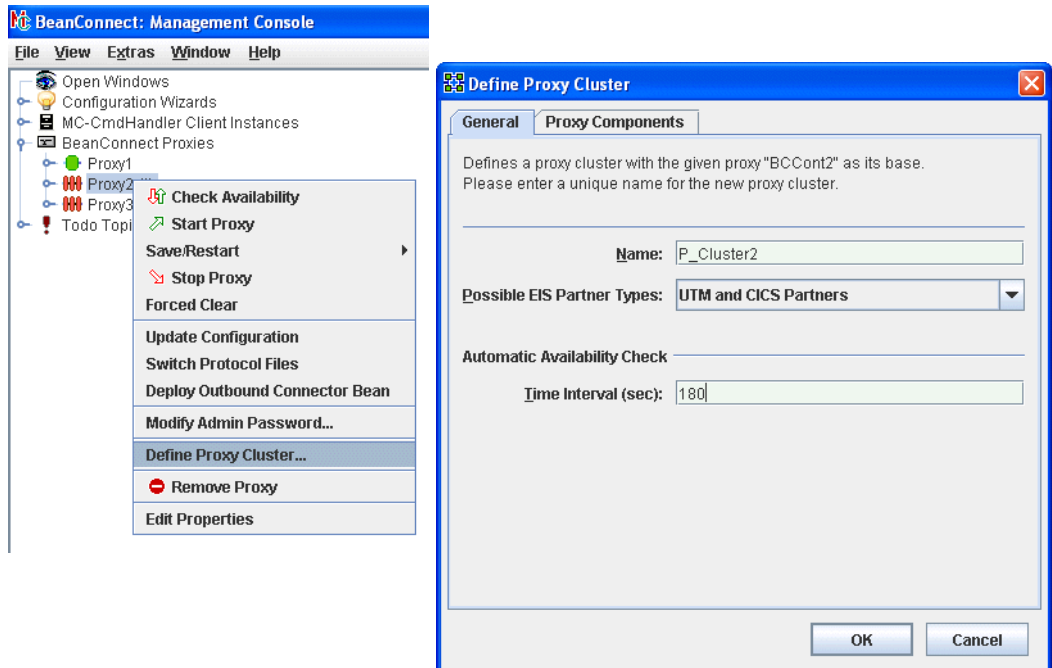 BeanConnect: Management Console
File View Extras Window Help
Open Windows
Configuration Wizards
MC-CmdHandler Client Instances
BeanConnect Proxies
Proxy1
Proxy2
Proxy3
Todo Topi
Check Availability
Start Proxy
Save/Restart
Stop Proxy
Forced Clear
Update Configuration
Switch Protocol Files
Deploy Outbound Connector Bean
Modify Admin Password...
Define Proxy Cluster...
Remove Proxy
Edit Properties
Define Proxy Cluster
General Proxy Components
Defines a proxy cluster with the given proxy "BCCont2" as its base.
Please enter a unique name for the new proxy cluster.
Name: P_Cluster2
Possible EIS Partner Types: UTM and CICS Partners
Automatic Availability Check
Time Interval (sec): 180
OK Cancel